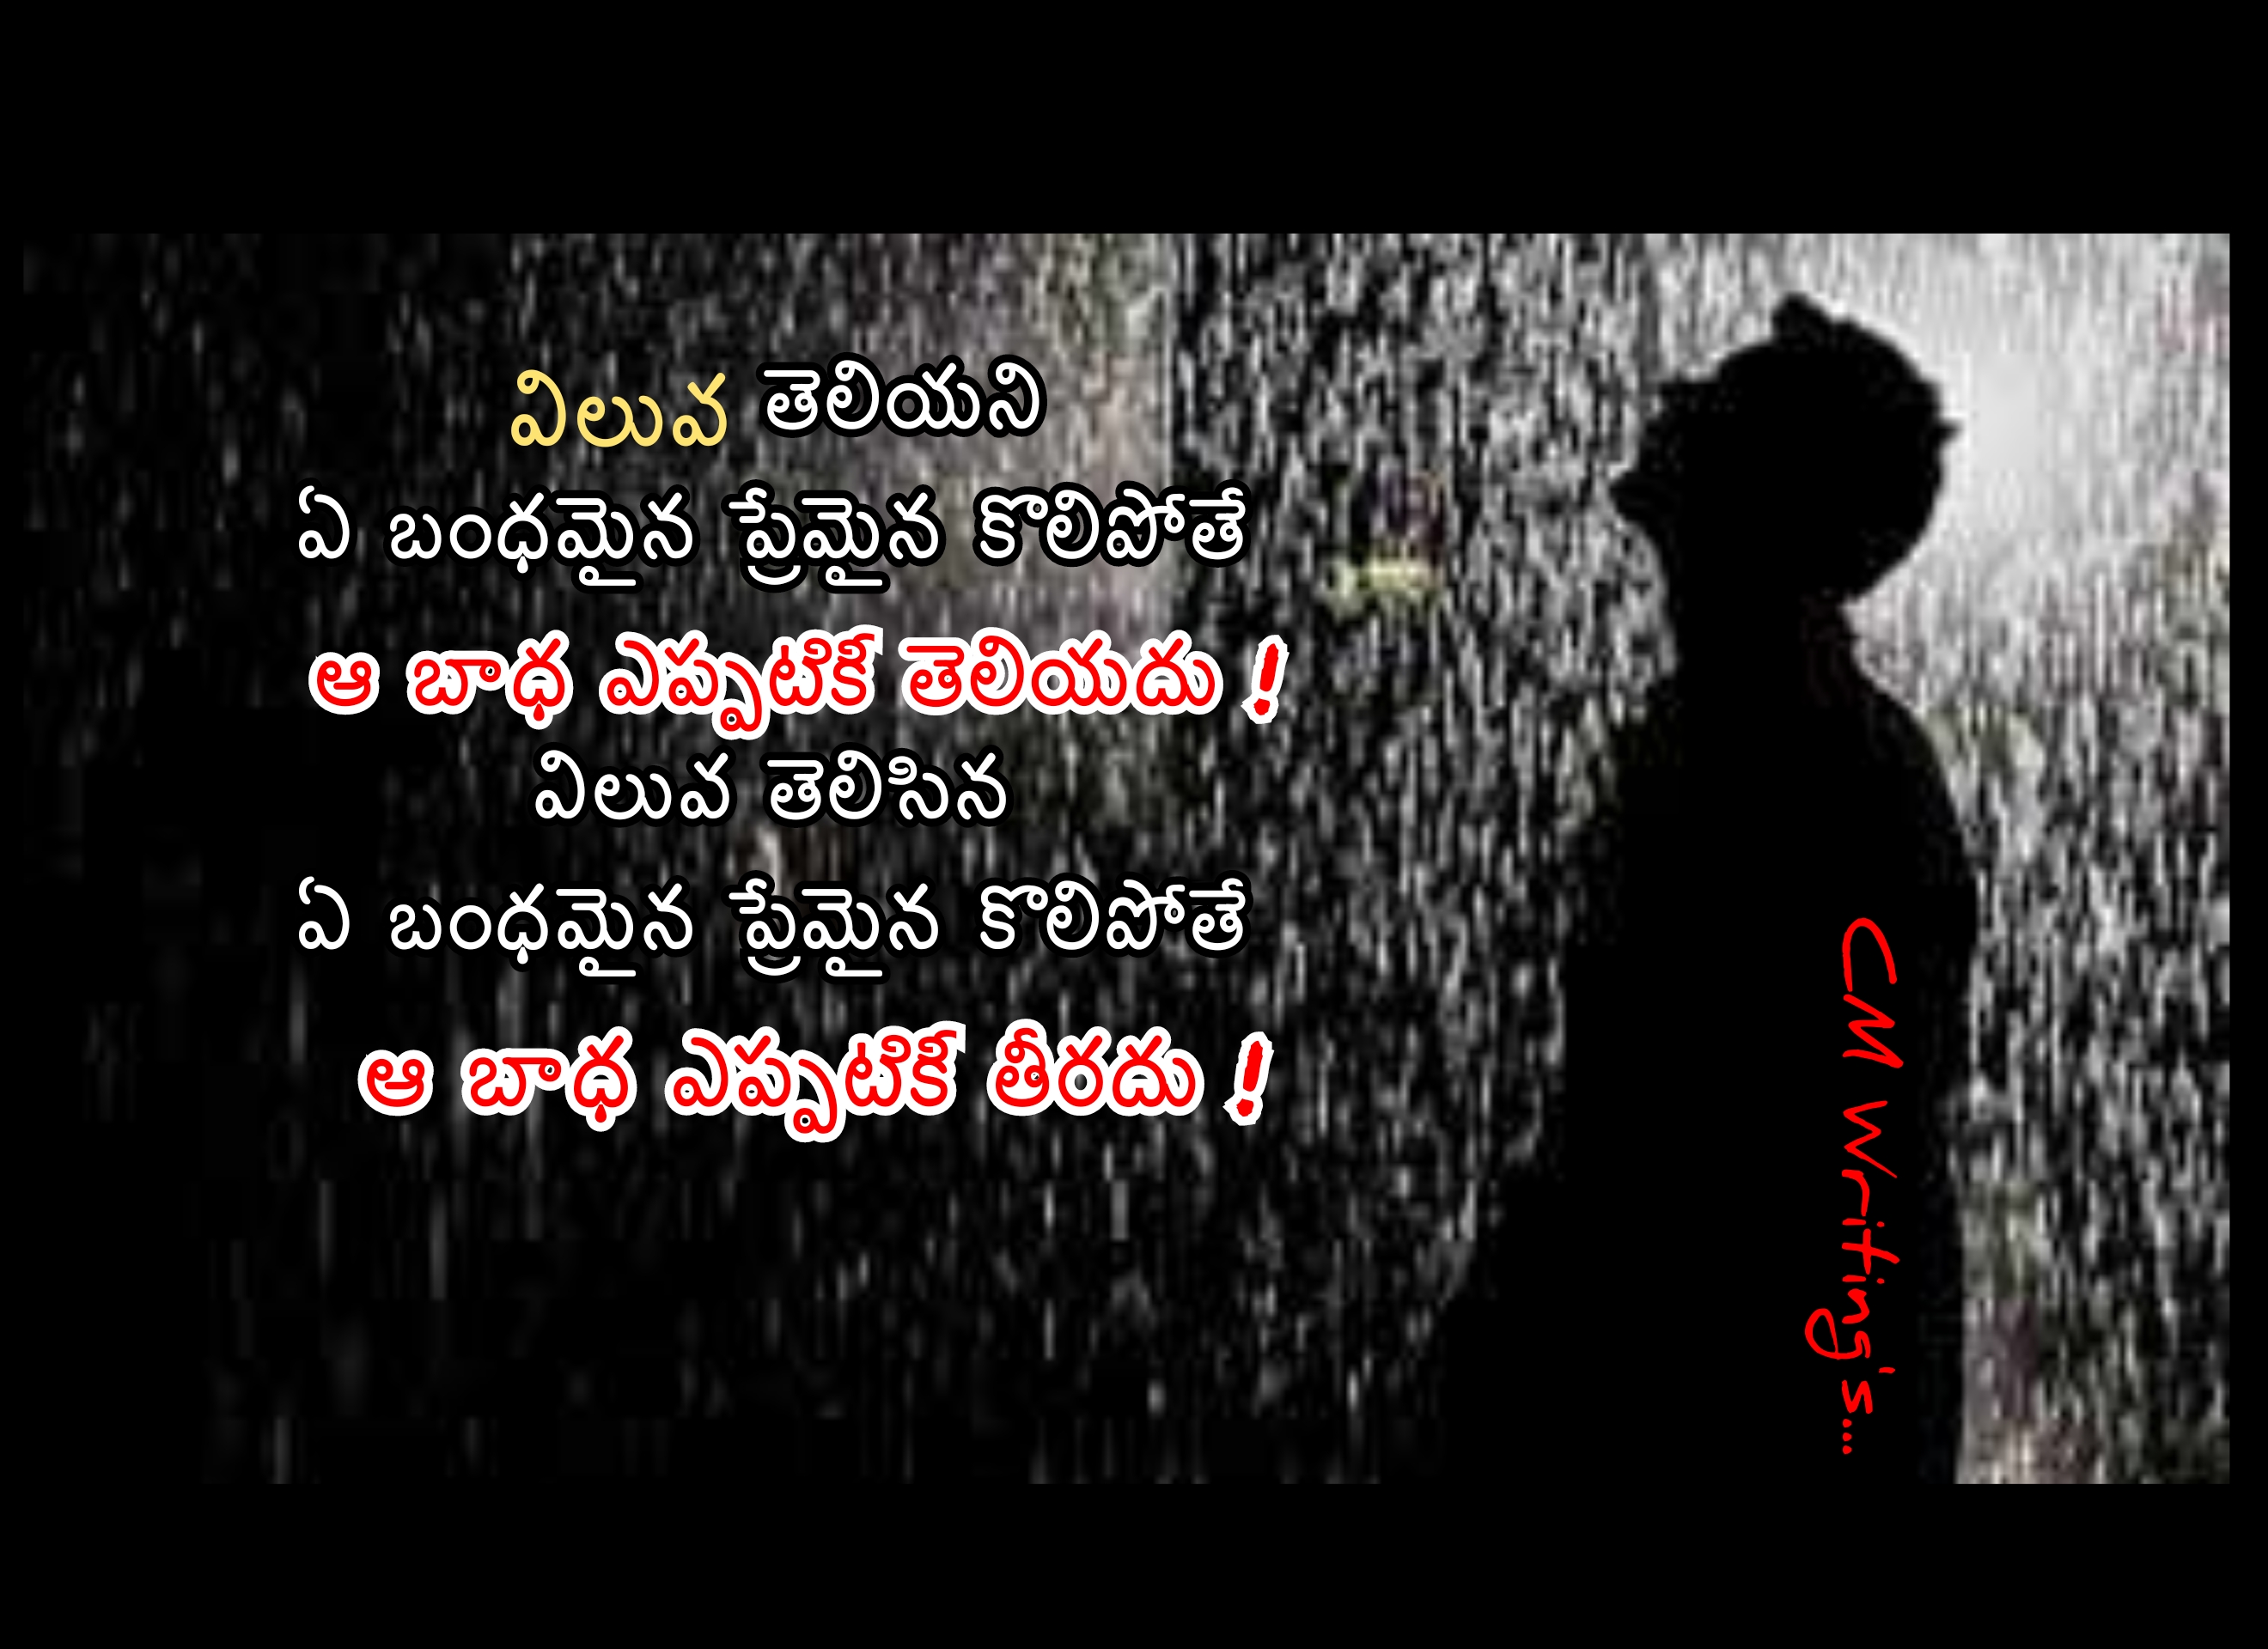 విలువ తెలియని
ఏ బంధమైన ప్రేమైన కొలిపోతే
ఆ బాధ ఎప్పటికీ తెలియదు !
విలువ తెలిసిన
ఏ బంధమైన ప్రేమైన కొలిపోతే
ఆ బాధ ఎప్పటికీ తీరదు !
CM Writing's...